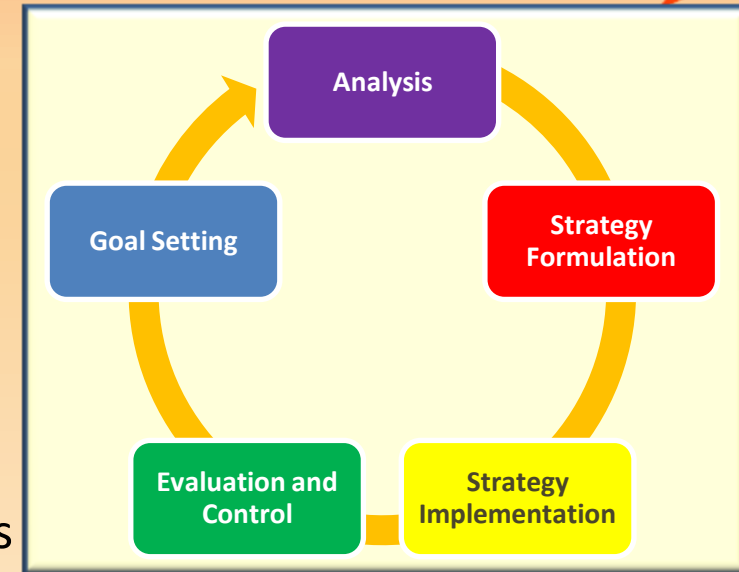 Analysis
Goal Setting
Strategy
Formulation
Evaluation and
Control
Strategy
Implementation
s